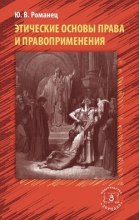 Ю. В. Романец
ЭТИЧЕСКИЕ ОСНОВЫ ПРАВА
И ПРАВОПРИМЕНЕНИЯ